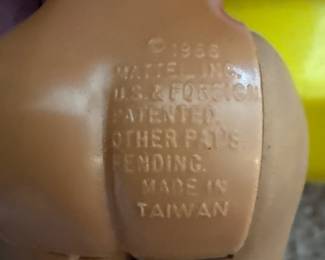 © 1966
MATTEL INC.
U.S. & FOREIGN
PATENTED
OTHER PAT'S
PENDING.
MADE IN
TAIWAN